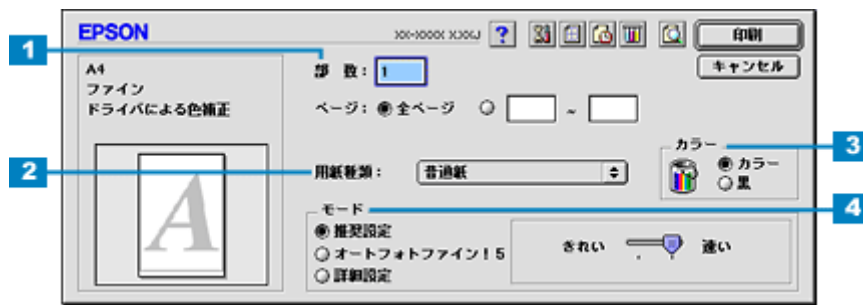 EPSON
?
印刷
キャンセル
1
部 数：1
A4
ファイン
ドライバによる色補正
ページ：全ページ ~
カラー
3
カラー
黒
2
用紙種類：
普通紙
モード
4
推奨設定
オートフォトファイン！5
詳細設定
きれい
速い
A